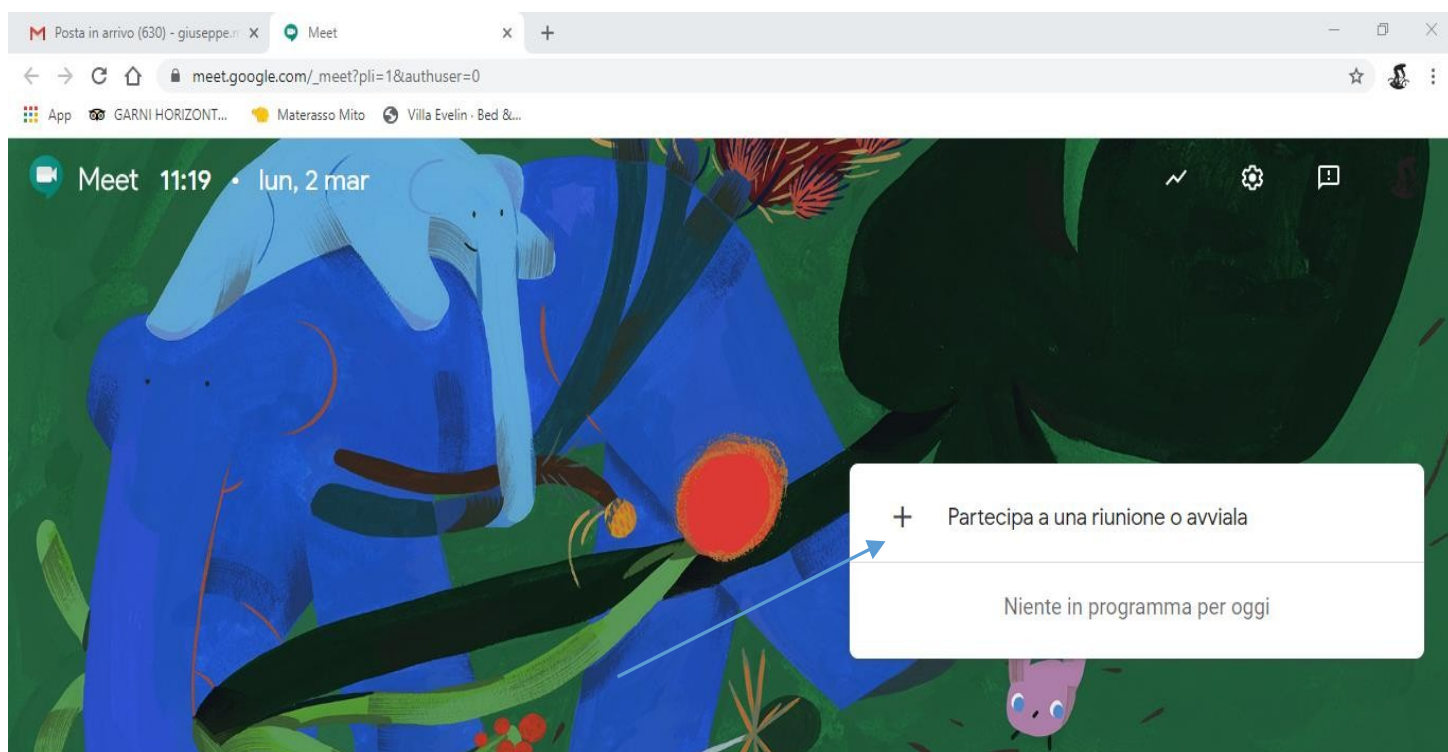 Posta in arrivo (630) - giuseppe.n
Meet
meet.google.com/_meet?pli=1&authuser=0
App GARNI HORIZONT... Materasso Mito Villa Evelin - Bed &...
Meet 11:19 • lun, 2 mar
Partecipa a una riunione o avviala
Niente in programma per oggi